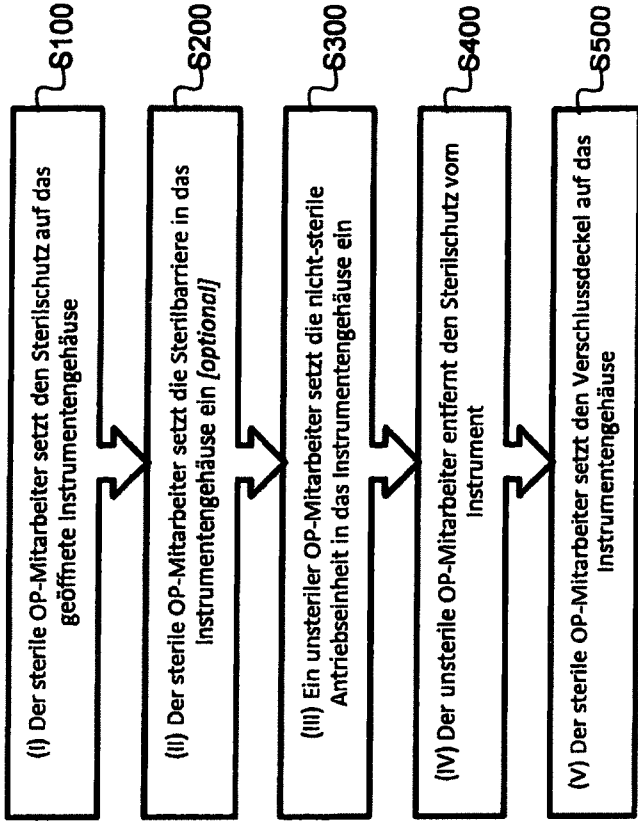 (I) Der sterile OP-Mitarbeiter setzt den Sterilschutz auf das
geöffnete Instrumentengehäuse
S100
(II) Der sterile OP-Mitarbeiter setzt die Sterilbarriere in das
Instrumentengehäuse ein [optional]
S200
(III) Ein unsteriler OP-Mitarbeiter setzt die nicht-sterile
Antriebseinheit in das Instrumentengehäuse ein
S300
(IV) Der unsterile OP-Mitarbeiter entfernt den Sterilschutz vom
Instrument
S400
(V) Der sterile OP-Mitarbeiter setzt den Verschlussdeckel auf das
Instrumentengehäuse
S500